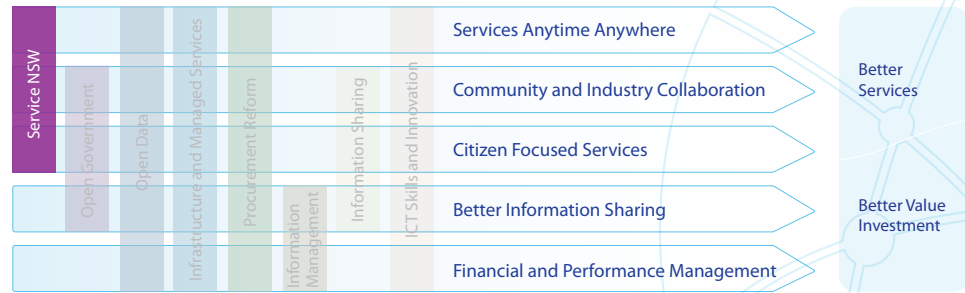 Service NSW
Open Government
Open Data
Infrastructure and Managed Services
Procurement Reform
Information
Management
Information Sharing
ICT Skills and Innovation
Services Anytime Anywhere
Community and Industry Collaboration
Citizen Focused Services
Better Information Sharing
Financial and Performance Management
Better
Services
Better Value
Investment